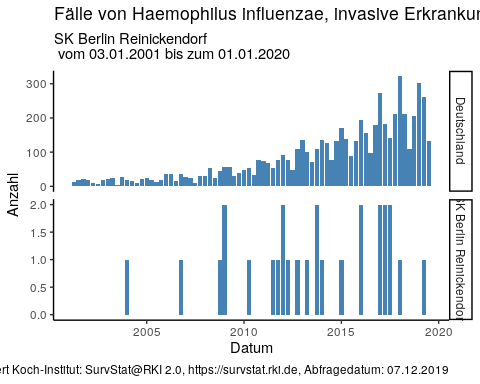 Fälle von Haemophilus influenzae, invasive Erkrankun
SK Berlin Reinickendorf
vom 03.01.2001 bis zum 01.01.2020
Anzahl
300
200
100
0
Deutschland
2.0
1.5
1.0
0.5
0.0
SK Berlin Reinickendorf
2005
2010
2015
2020
Datum
ert Koch-Institut: SurvStat@RKI 2.0, https://survstat.rki.de, Abfragedatum: 07.12.2019